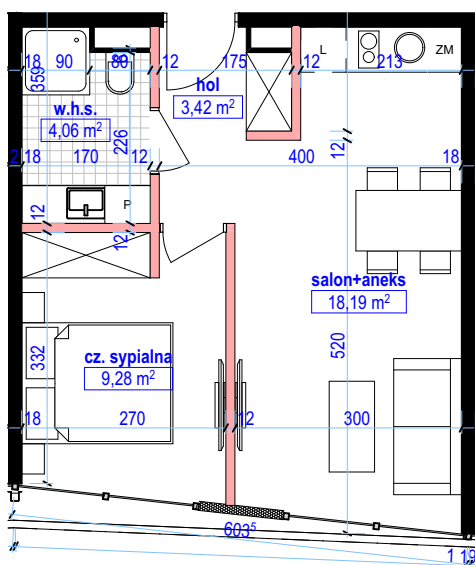 L
ZM
18 90 80 12 175 12 213
359
hol
3,42 m²
w.h.s.
4,06 m²
226
12
2 18 170 12 400 18
P
12
12
salon+aneks
18,19 m²
520
332
cz. sypialna
9,28 m²
18 270 12 300
603⁵
1 19